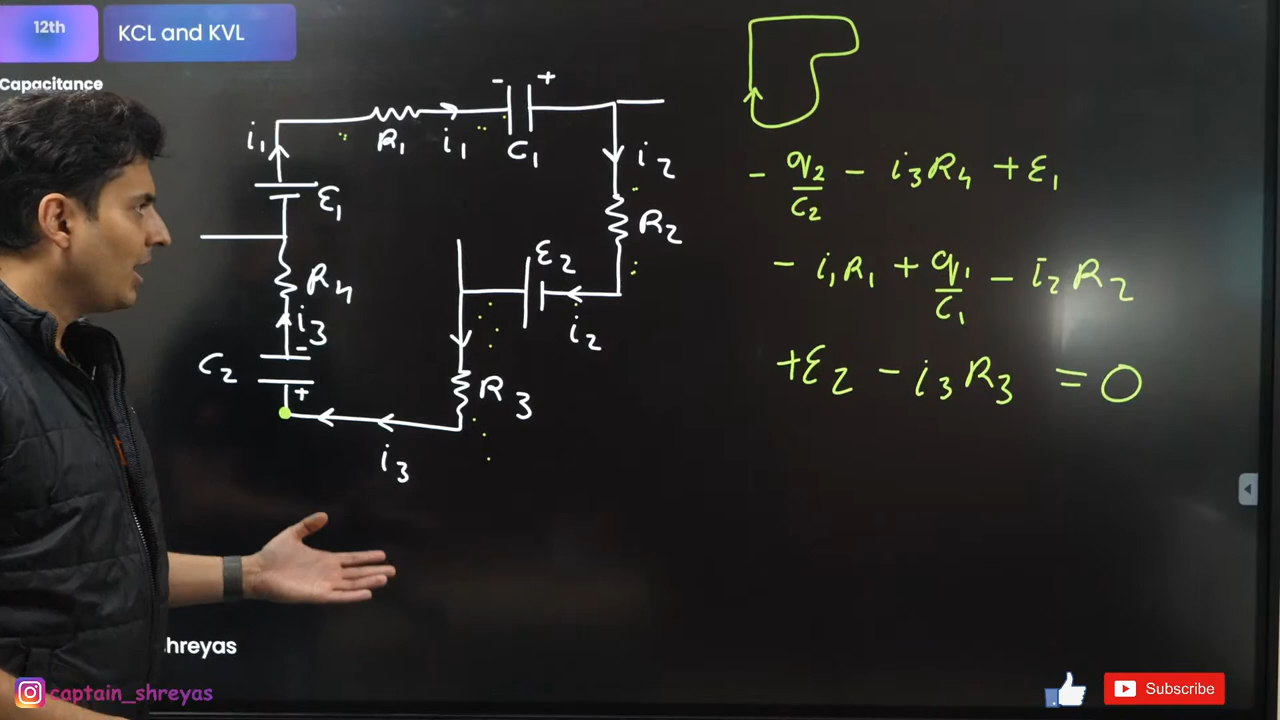 12th
KCL and KVL
Capacitance
- +
i₁
R₁
i₁
C₁
i₂
ε₁
R₂
ε₂
R₄
i₃
i₂
C₂
-
+
R₃
i₃
- q₂/C₂ - i₃R₄ + ε₁
- i₁R₁ + q₁/C₁ - i₂R₂
+ε₂ - i₃R₃ = 0
hreyas
captain_shreyas
Subscribe